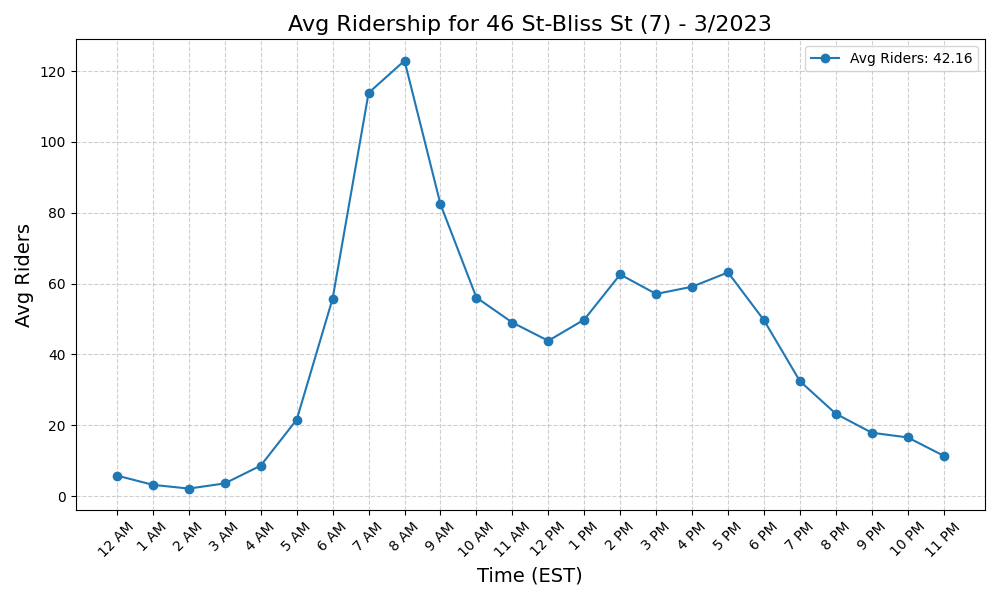 Avg Ridership for 46 St-Bliss St (7) - 3/2023
Avg Riders: 42.16
Avg Riders
120
100
80
60
40
20
0
12 AM 1 AM 2 AM 3 AM 4 AM 5 AM 6 AM 7 AM 8 AM 9 AM 10 AM 11 AM 12 PM 1 PM 2 PM 3 PM 4 PM 5 PM 6 PM 7 PM 8 PM 9 PM 10 PM 11 PM
Time (EST)